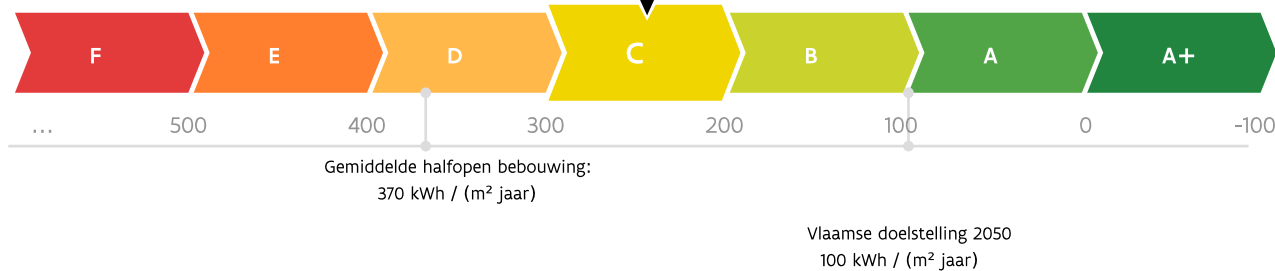 F E D C B A A+
... 500 400 300 200 100 0 -100
Gemiddelde halfopen bebouwing:
370 kWh / (m² jaar)
Vlaamse doelstelling 2050
100 kWh / (m² jaar)